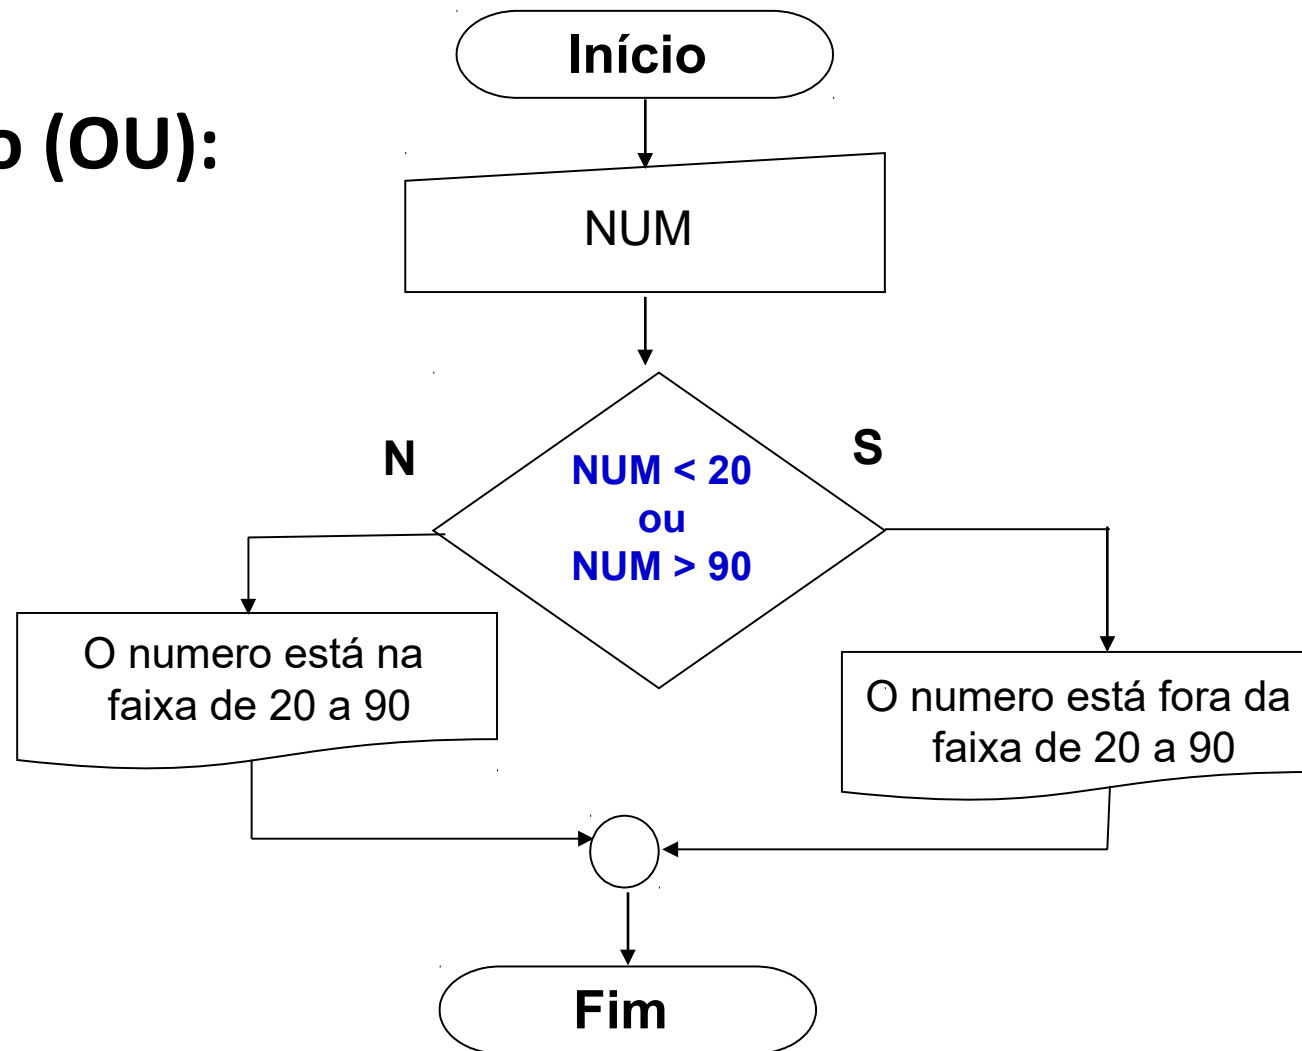 Início
(OU):
NUM
N
S
NUM < 20
ou
NUM > 90
O numero está na
faixa de 20 a 90
O numero está fora da
faixa de 20 a 90
Fim